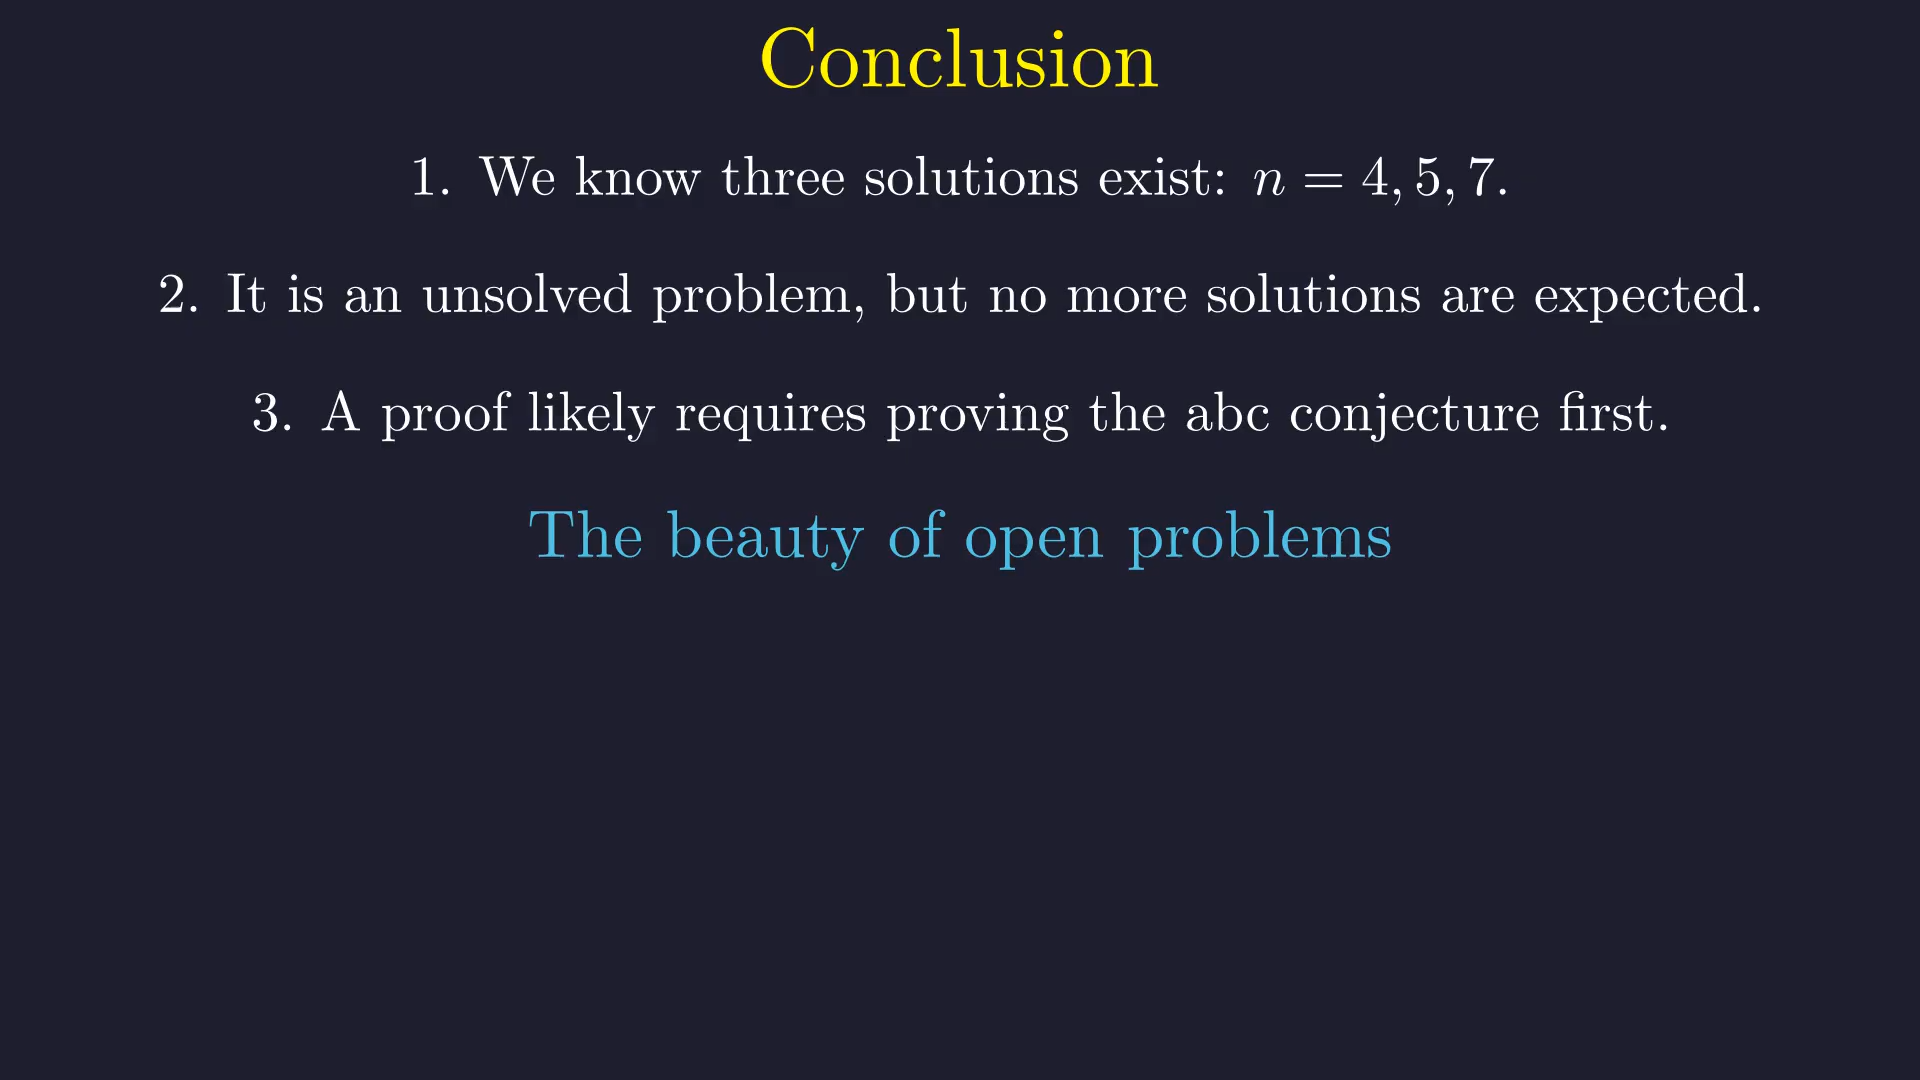 Conclusion
1. We know three solutions exist: n = 4, 5, 7.
2. It is an unsolved problem, but no more solutions are expected.
3. A proof likely requires proving the abc conjecture first.
The beauty of open problems